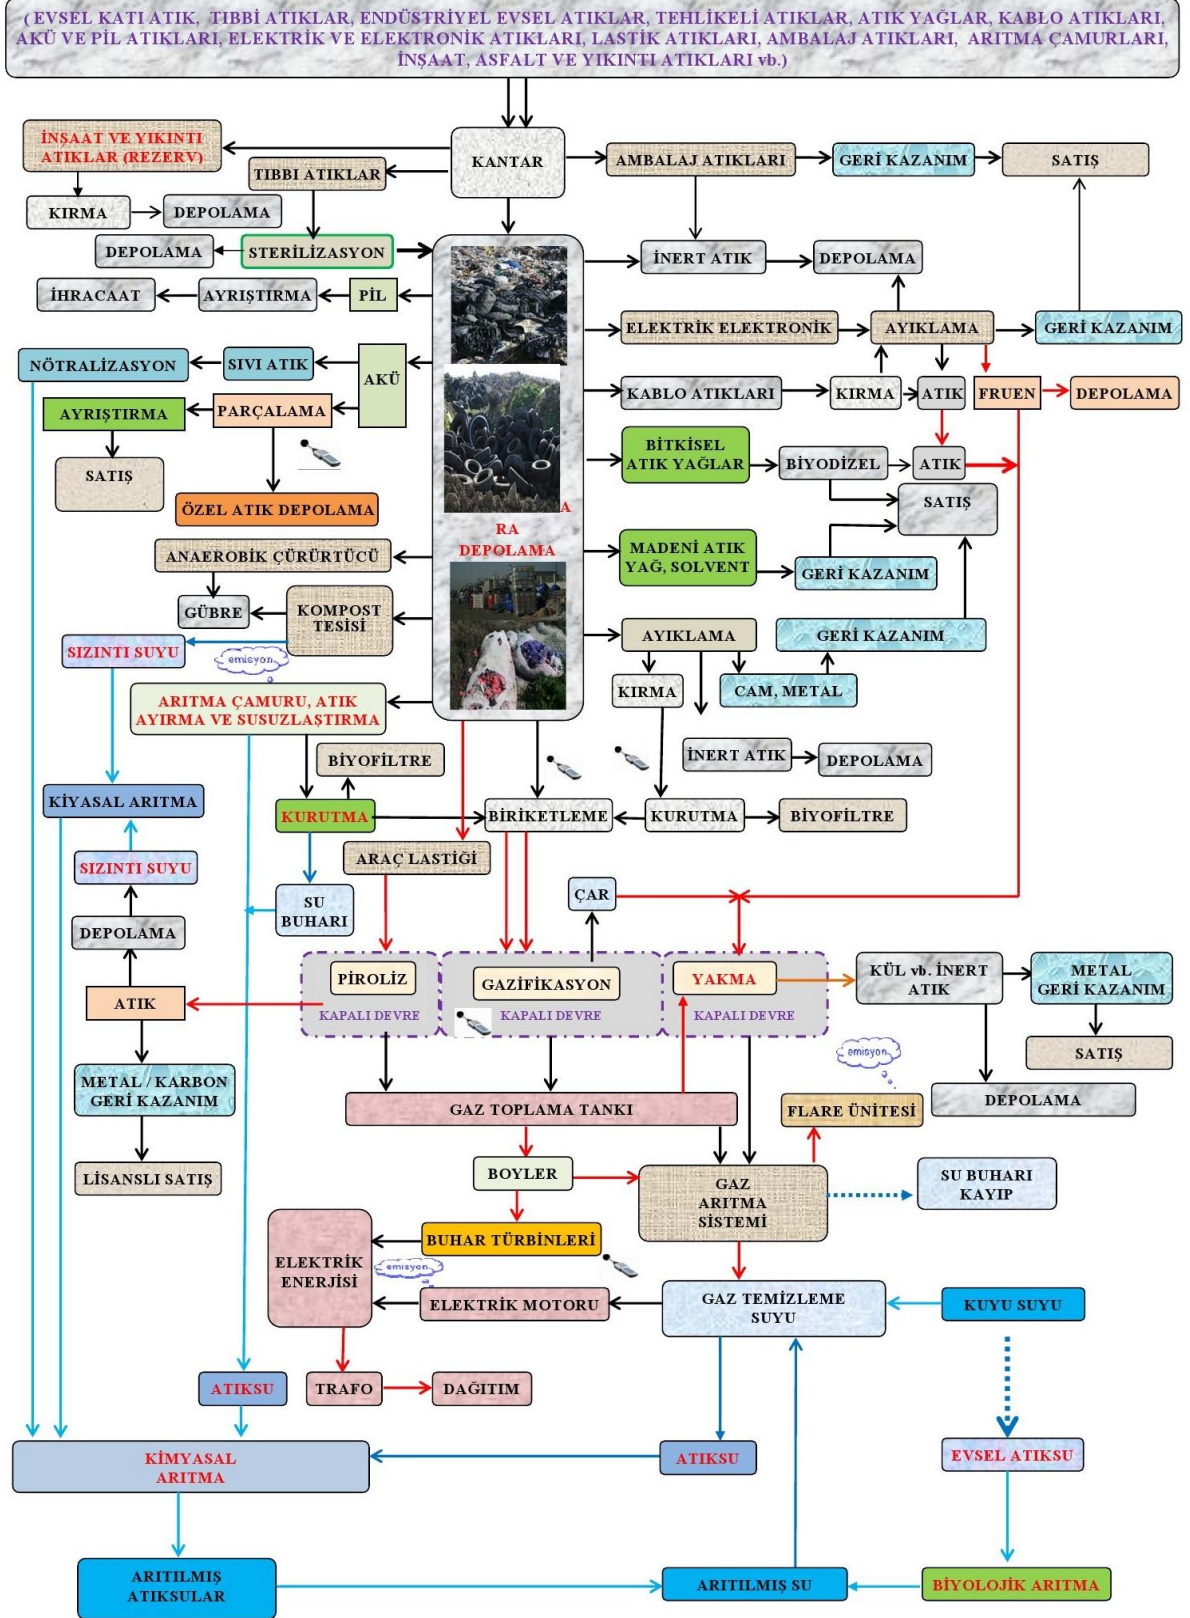 ( EVSEL KATI ATIK, TIBBİ ATIKLAR, ENDÜSTRİYEL EVSEL ATIKLAR, TEHLİKELİ ATIKLAR, ATIK YAĞLAR, KABLO ATIKLARI,
AKÜ VE PİL ATIKLARI, ELEKTRİK VE ELEKTRONİK ATIKLARI, LASTİK ATIKLARI, AMBALAJ ATIKLARI, ARITMA ÇAMURLARI,
İNŞAAT, ASFALT VE YIKINTI ATIKLARI vb.)
İNŞAAT VE YIKINTI
ATIKLAR (REZERV)
KANTAR
AMBALAJ ATIKLARI
GERİ KAZANIM
SATIŞ
TIBBİ ATIKLAR
KIRMA
DEPOLAMA
DEPOLAMA
STERİLİZASYON
İNERT ATIK
DEPOLAMA
İHRACAAT
AYRIŞTIRMA
PİL
ELEKTRİK ELEKTRONİK
AYIKLAMA
GERİ KAZANIM
NÖTRALİZASYON
SIVI ATIK
AKÜ
KABLO ATIKLARI
KIRMA
ATIK
FRUEN
DEPOLAMA
AYRIŞTIRMA
PARÇALAMA
SATIŞ
BİTKİSEL
ATIK YAĞLAR
BİYODİZEL
ATIK
SATIŞ
ÖZEL ATIK DEPOLAMA
A
RA
DEPOLAMA
MADENİ ATIK
YAĞ, SOLVENT
GERİ KAZANIM
ANAEROBİK ÇÜRÜRTÜCÜ
GÜBRE
KOMPOST
TESİSİ
AYIKLAMA
GERİ KAZANIM
SIZINTI SUYU
emisyon
KIRMA
CAM, METAL
ARITMA ÇAMURU, ATIK
AYIRMA VE SUSUZLAŞTIRMA
BİYOFİLTRE
İNERT ATIK
DEPOLAMA
KİYASAL ARITMA
KURUTMA
BİRİKETLEME
KURUTMA
BİYOFİLTRE
SIZINTI SUYU
ARAÇ LASTİĞİ
SU
BUHARI
ÇAR
DEPOLAMA
PİROLİZ
KAPALI DEVRE
GAZİFİKASYON
KAPALI DEVRE
YAKMA
KAPALI DEVRE
KÜL vb. İNERT
ATIK
METAL
GERİ KAZANIM
ATIK
SATIŞ
emisyon
METAL / KARBON
GERİ KAZANIM
GAZ TOPLAMA TANKI
FLARE ÜNİTESİ
DEPOLAMA
LİSANSLI SATIŞ
BOYLER
GAZ
ARITMA
SİSTEMİ
SU BUHARI
KAYIP
ELEKTRİK
ENERJİSİ
BUHAR TÜRBİNLERİ
emisyon
ELEKTRİK MOTORU
GAZ TEMİZLEME
SUYU
KUYU SUYU
ATIKSU
TRAFO
DAĞITIM
KİMYASAL
ARITMA
ATIKSU
EVSEL ATIKSU
ARITILMIŞ
ATIKSULAR
ARITILMIŞ SU
BİYOLOJİK ARITMA